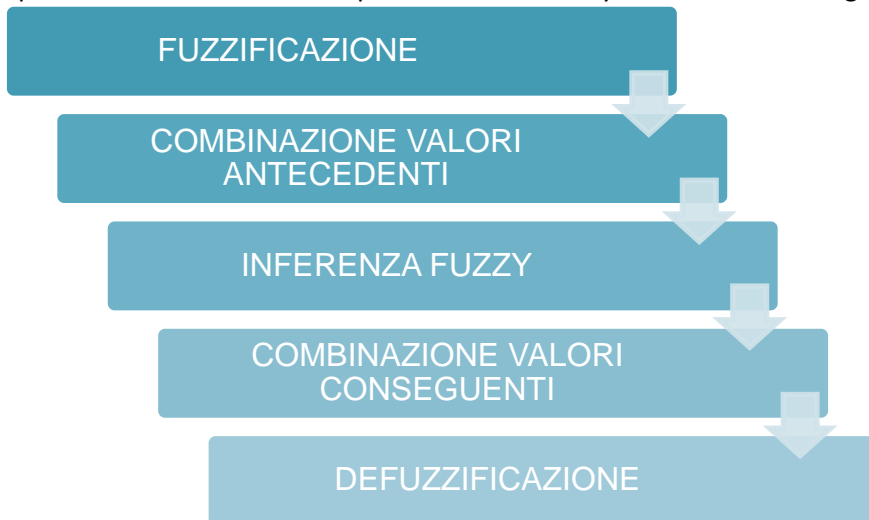 FUZZIFICAZIONE
COMBINAZIONE VALORI
ANTECEDENTI
INFERENZA FUZZY
COMBINAZIONE VALORI
CONSEGUENTI
DEFUZZIFICAZIONE